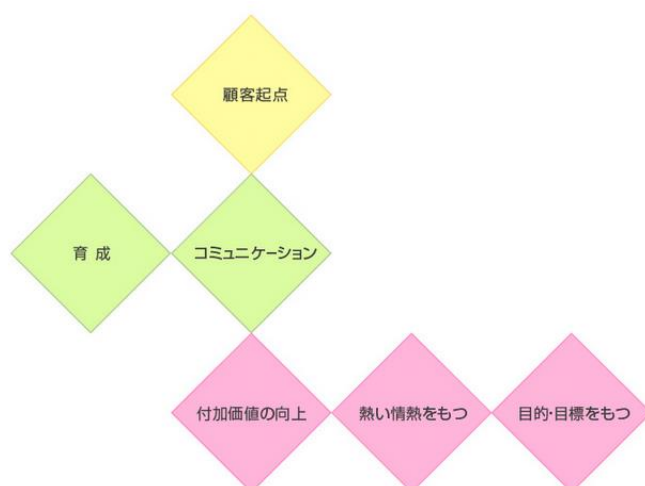 顧客起点
育 成
コミュニケーション
付加価値の向上
熱い情熱をもつ
目的・目標をもつ